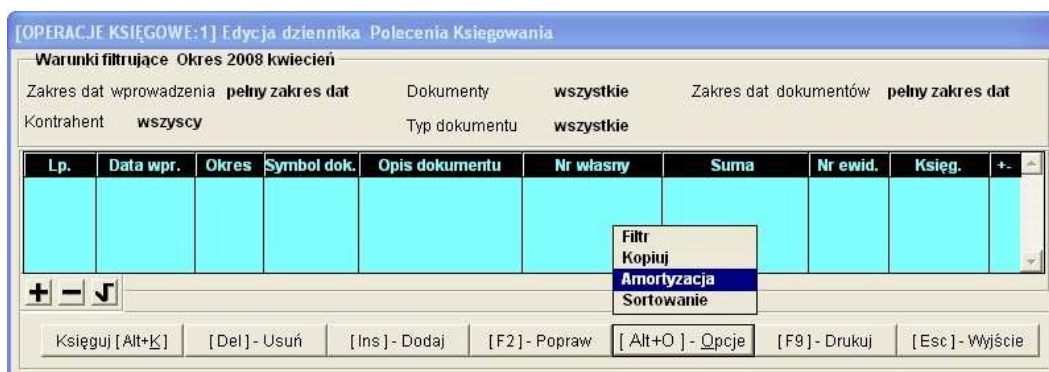 [OPERACJE KSIĘGOWE:1] Edycja dziennika Polecenia Ksiegowania
Warunki filtrujące Okres 2008 kwiecień
Zakres dat wprowadzenia pełny zakres dat Dokumenty wszystkie Zakres dat dokumentów pełny zakres dat
Kontrahent wszyscy Typ dokumentu wszystkie
Lp. Data wpr. Okres Symbol dok. Opis dokumentu Nr własny Suma Nr ewid. Księg. +-
Filtr
Kopiuj
Amortyzacja
Sortowanie
Księguj [Alt+K] [Del]- Usuń [Ins]- Dodaj [F2]- Popraw [ Alt+O ]- Opcje [F9]- Drukuj [Esc]- Wyjście